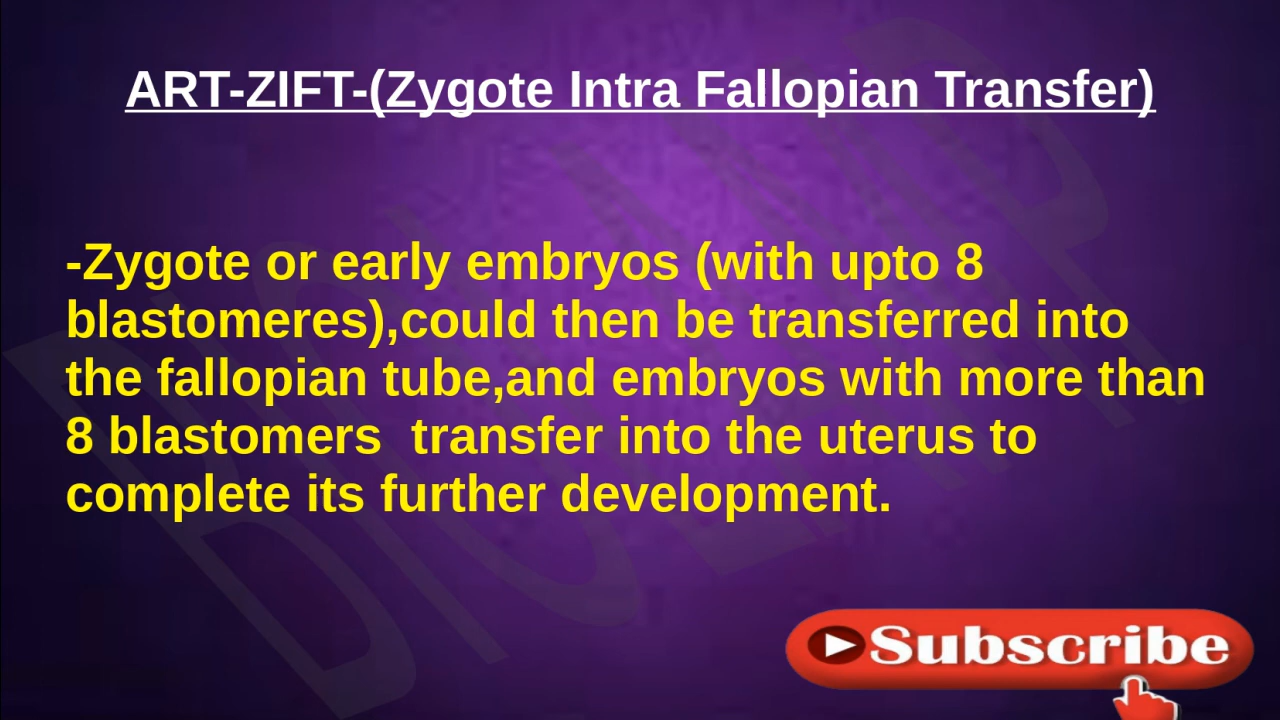 ART-ZIFT-(Zygote Intra Fallopian Transfer)
-Zygote or early embryos (with upto 8
blastomeres),could then be transferred into
the fallopian tube,and embryos with more than
8 blastomers  transfer into the uterus to
complete its further development.
Subscribe